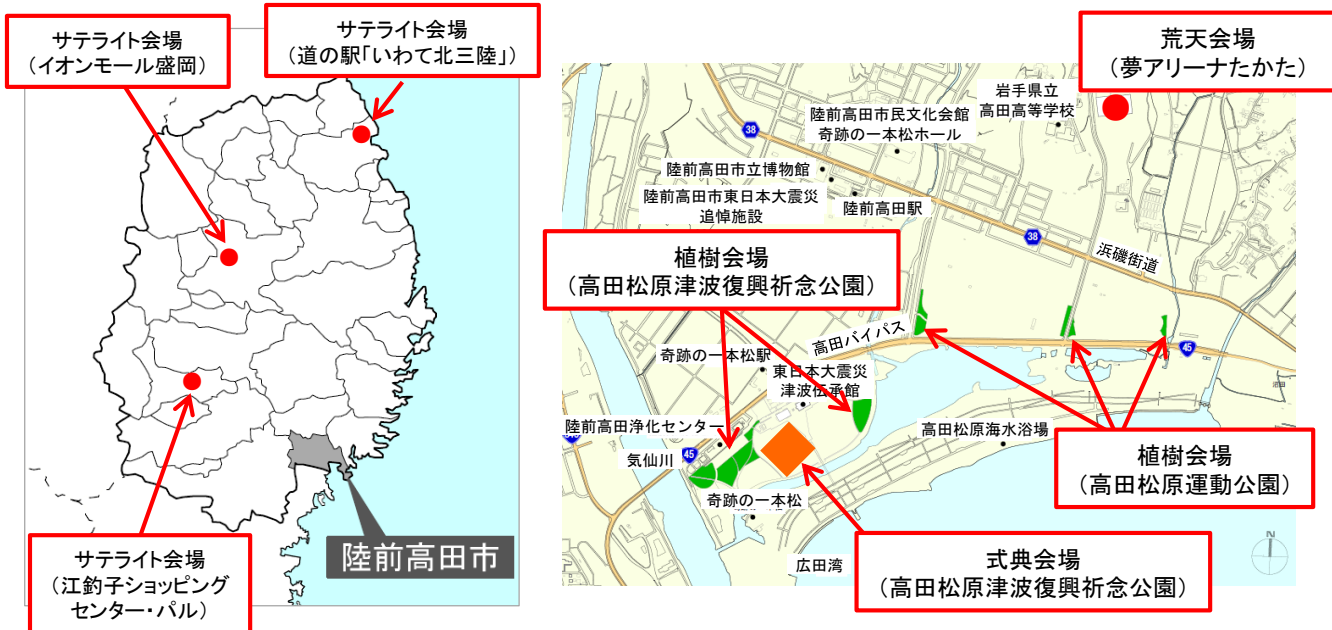 サテライト会場
(イオンモール盛岡)
サテライト会場
(道の駅「いわて北三陸」)
サテライト会場
(江釣子ショッピング
センター・パル)
陸前高田市
荒天会場
(夢アリーナたかた)
岩手県立
高田高等学校
陸前高田市民文化会館
奇跡の一本松ホール
38
陸前高田市立博物館
陸前高田市東日本大震災
追悼施設
陸前高田駅
38
浜磯街道
植樹会場
(高田松原津波復興祈念公園)
高田バイパス
45
奇跡の一本松駅
東日本大震災
津波伝承館
陸前高田浄化センター
高田松原海水浴場
45
気仙川
植樹会場
(高田松原運動公園)
奇跡の一本松
広田湾
式典会場
(高田松原津波復興祈念公園)
N